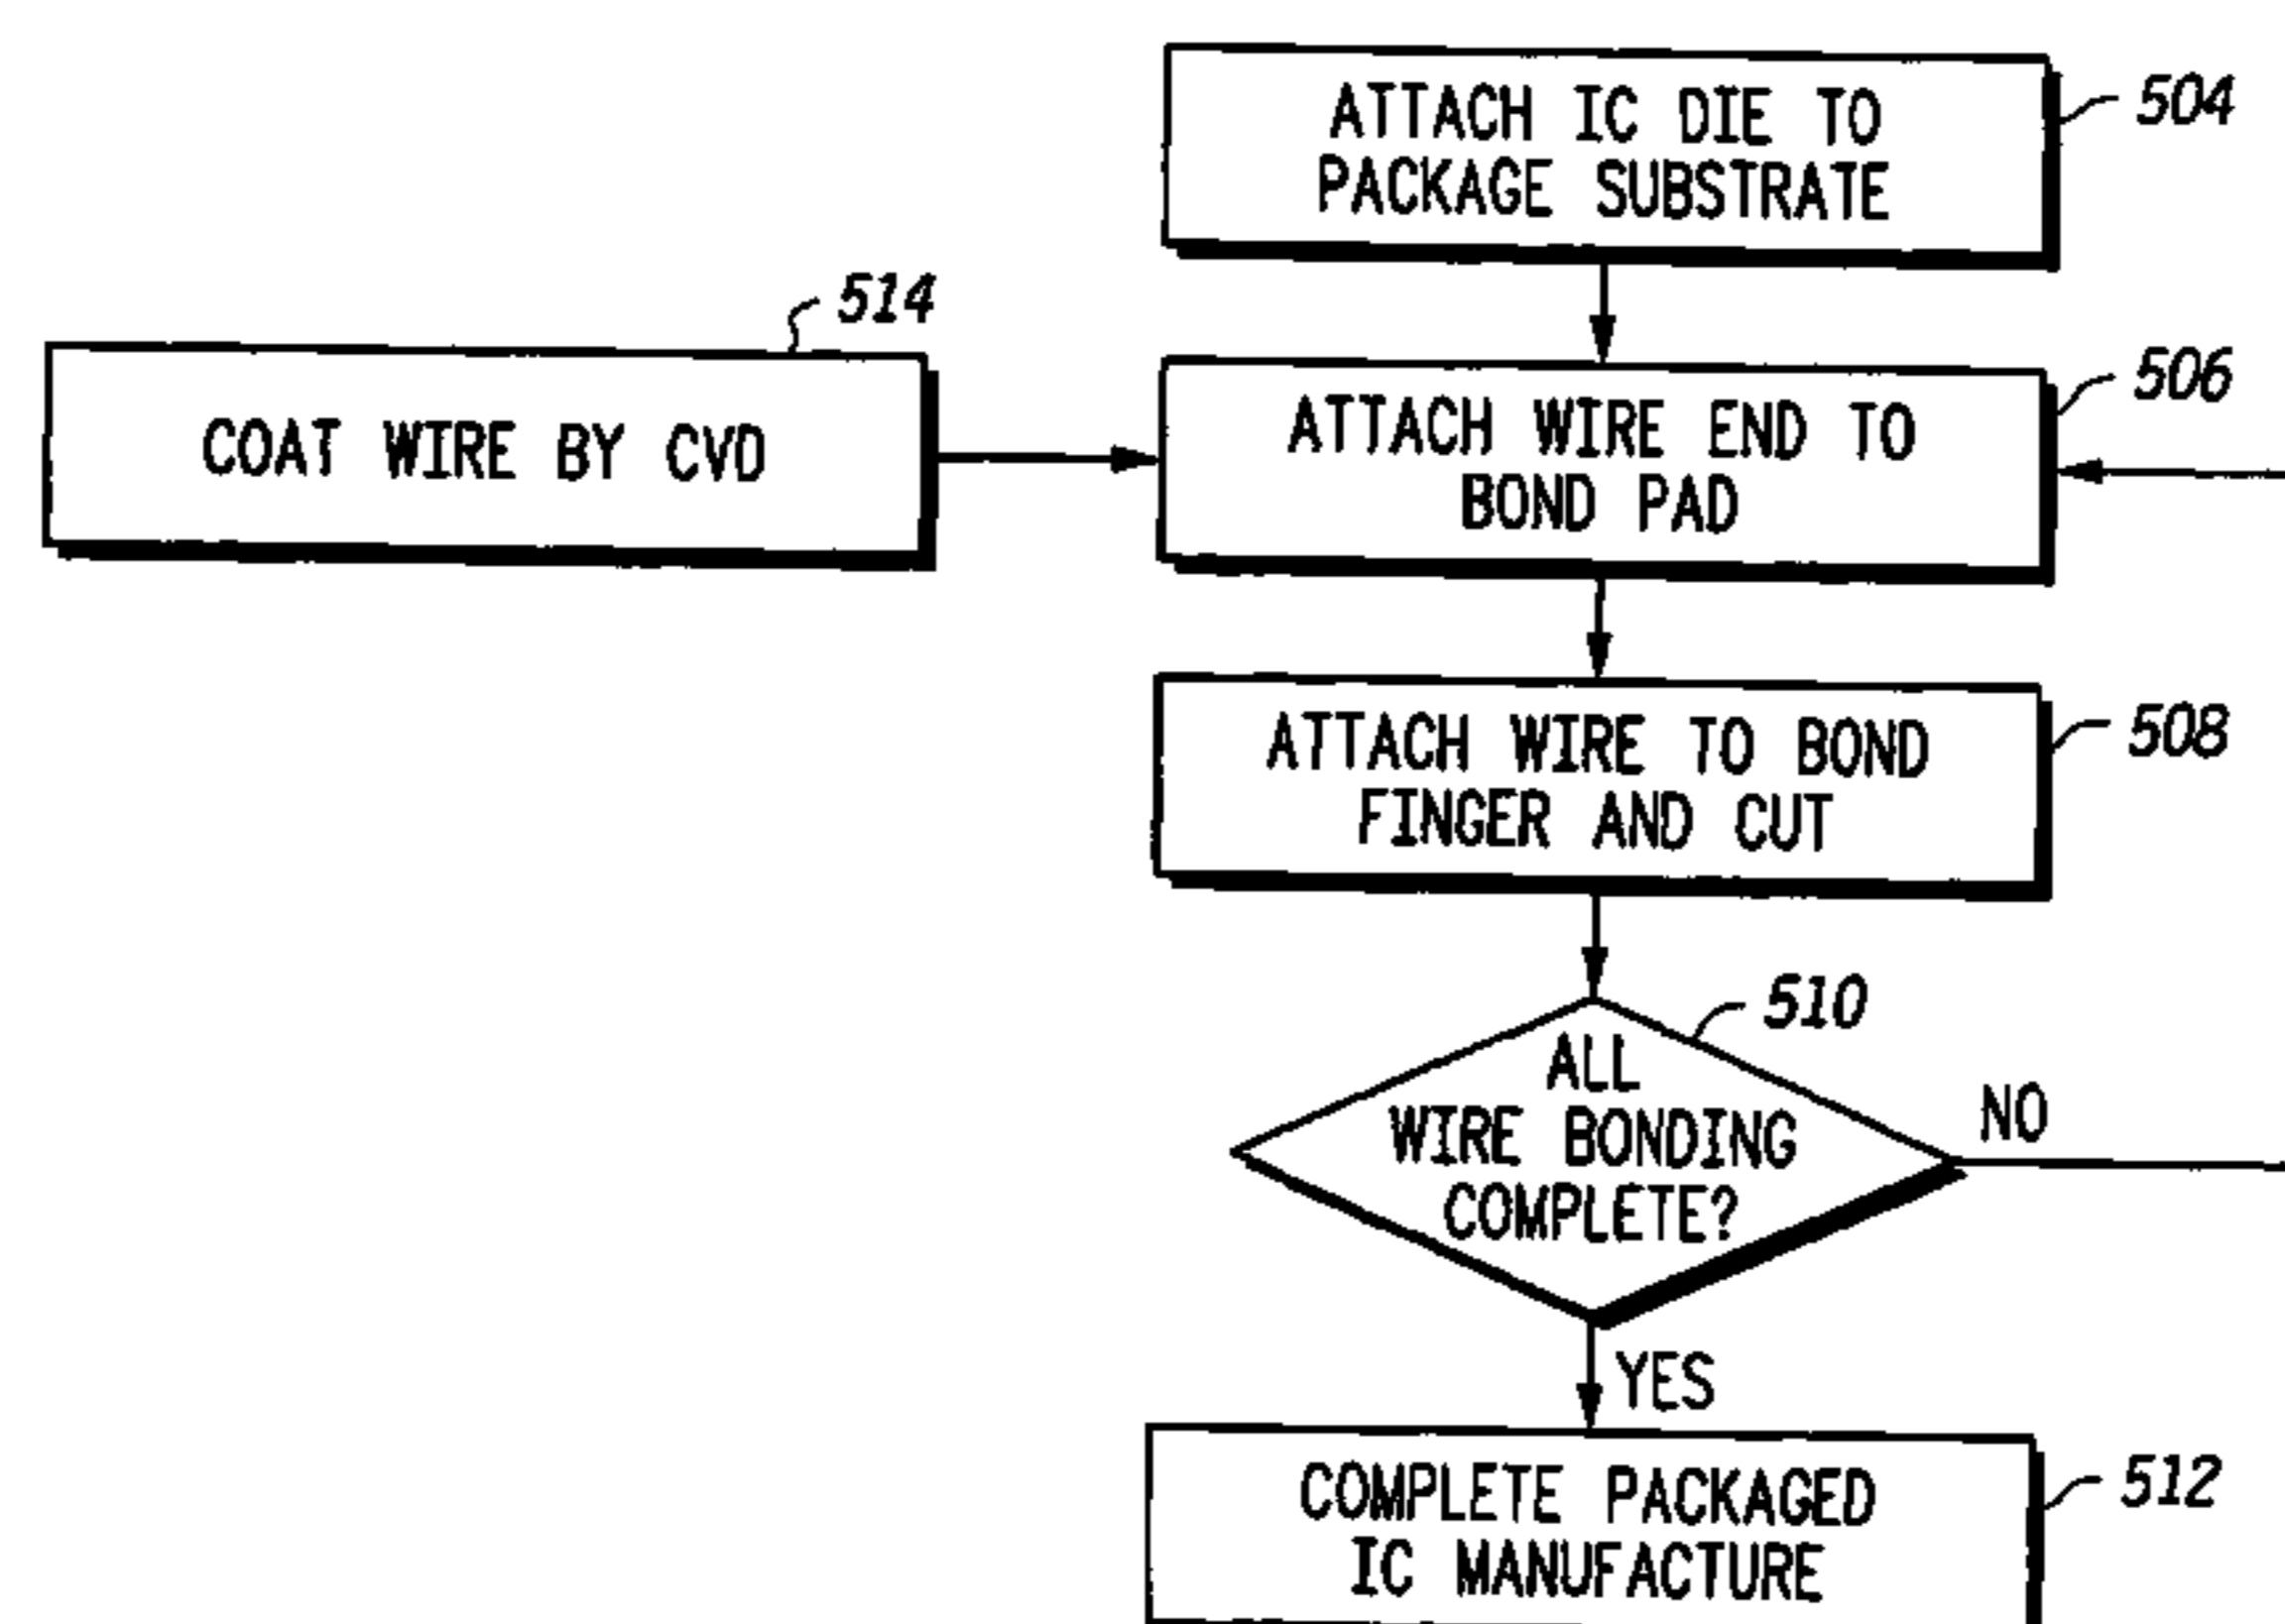 ATTACH IC DIE TO
PACKAGE SUBSTRATE
504
514
COAT WIRE BY CVD
ATTACH WIRE END TO
BOND PAD
506
ATTACH WIRE TO BOND
FINGER AND CUT
508
510
ALL
WIRE BONDING
COMPLETE?
NO
YES
COMPLETE PACKAGED
IC MANUFACTURE
512